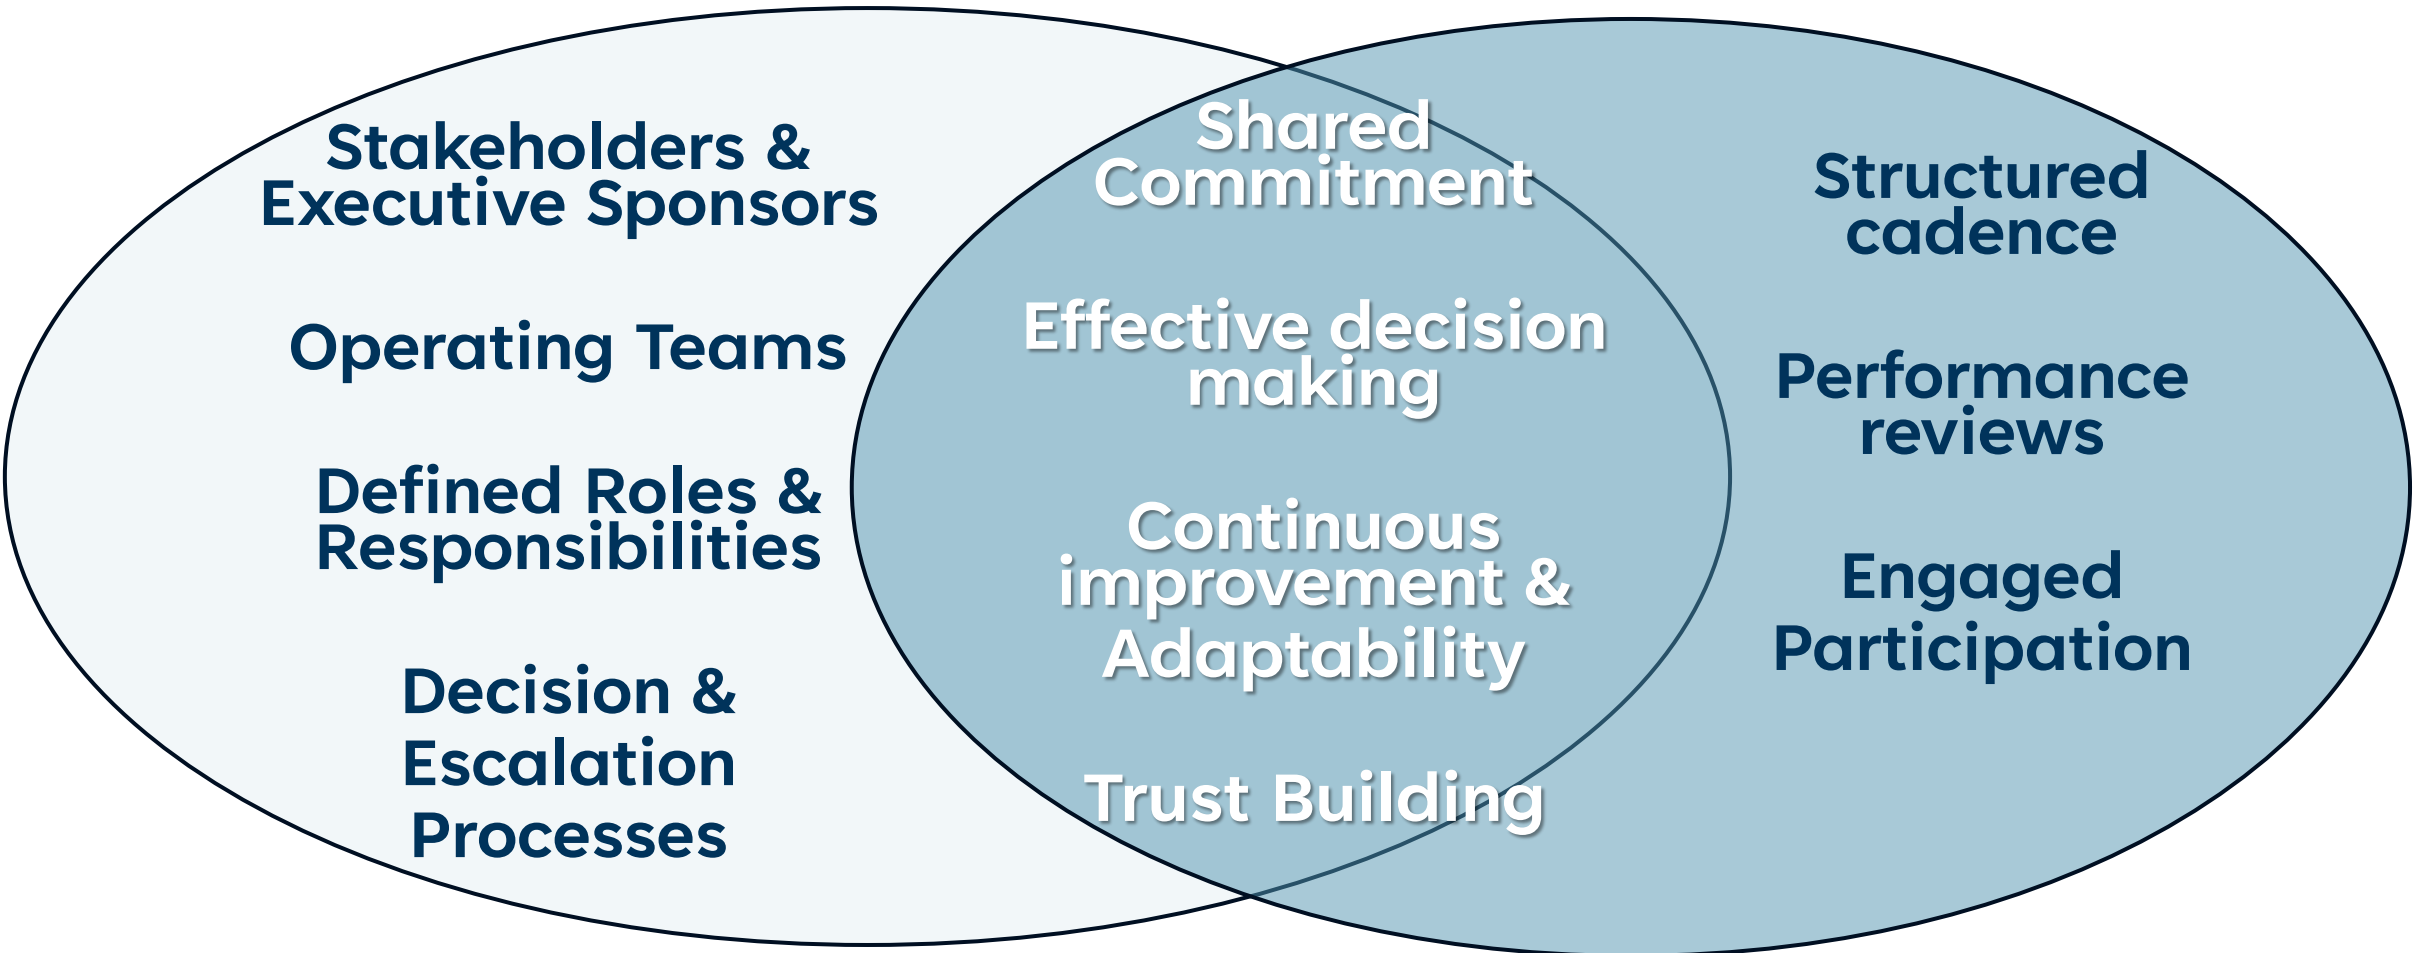 Stakeholders &
Executive Sponsors
Operating Teams
Defined Roles &
Responsibilities
Decision &
Escalation
Processes
Shared
Commitment
Effective decision
making
Continuous
improvement &
Adaptability
Trust Building
Structured
cadence
Performance
reviews
Engaged
Participation